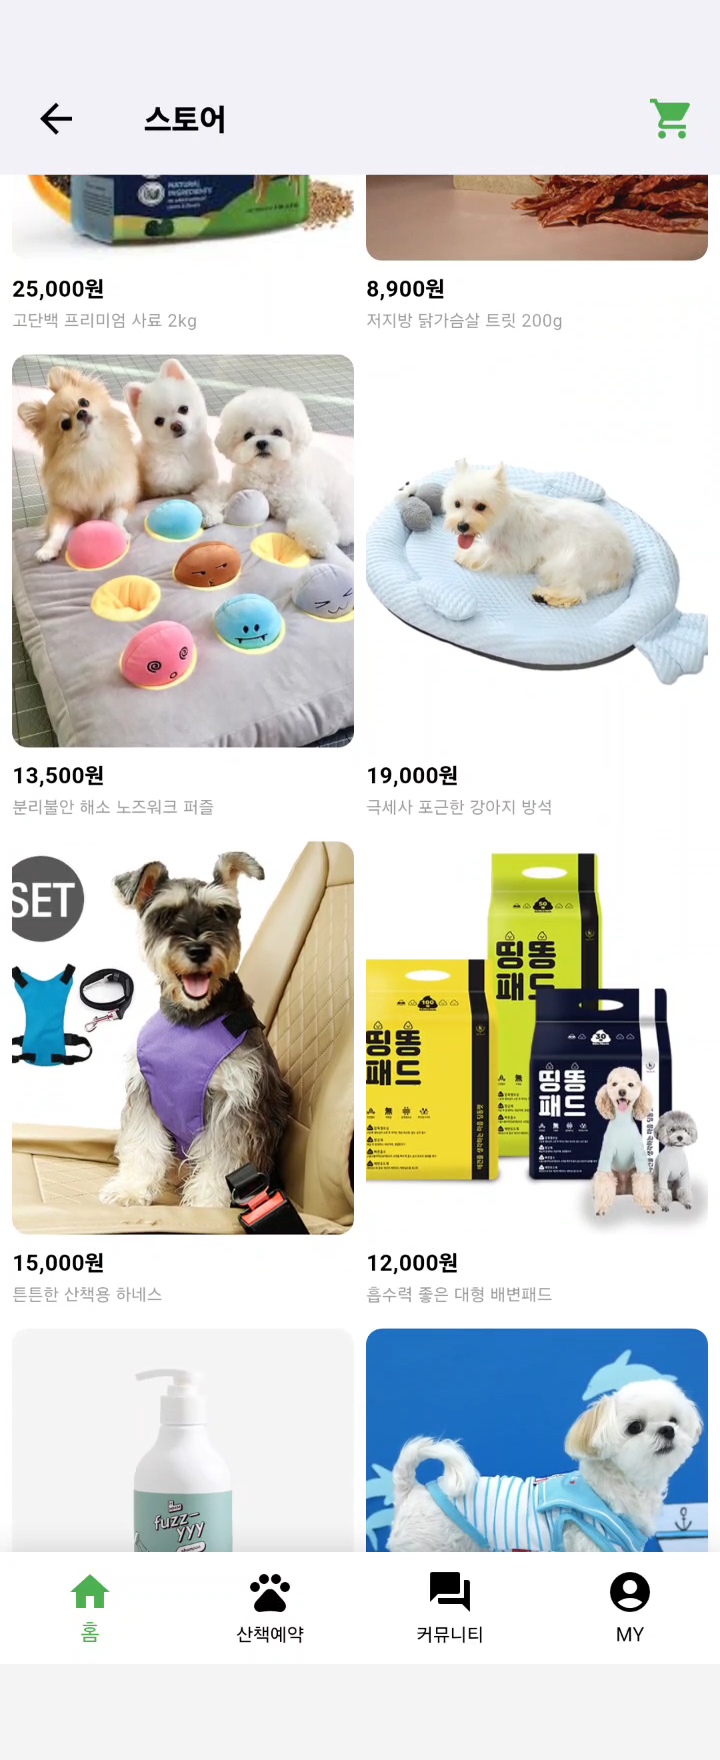 스토어
NATURAL
INGREDIENTS
25,000원
고단백 프리미엄 사료 2kg
8,900원
저지방 닭가슴살 트릿 200g
13,500원
분리불안 해소 노즈워크 퍼즐
19,000원
극세사 포근한 강아지 방석
SET
띵똥
패드
띵똥
패드
띵똥
패드
15,000원
튼튼한 산책용 하네스
12,000원
흡수력 좋은 대형 배변패드
fuzz-
yyy
홈
산책예약
커뮤니티
MY